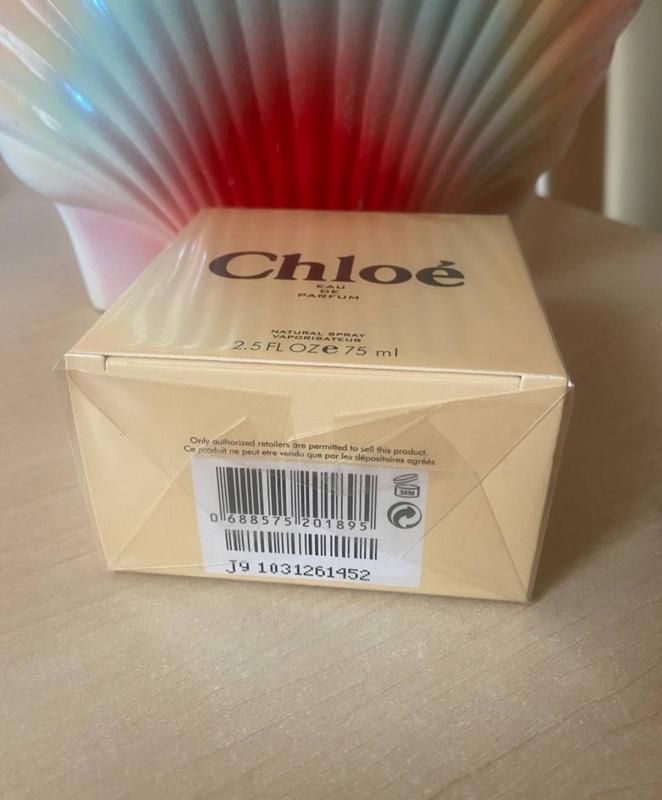 Chloé
EAU
DE
PARFUM
NATURAL SPRAY
VAPORISATEUR
2.5 FL OZ e 75 ml
Only authorized retailers are permitted to sell this product.
Ce produit ne peut etre vendu que par les dépositaires agréés
36M
0 688575 201895
J9 1031261452